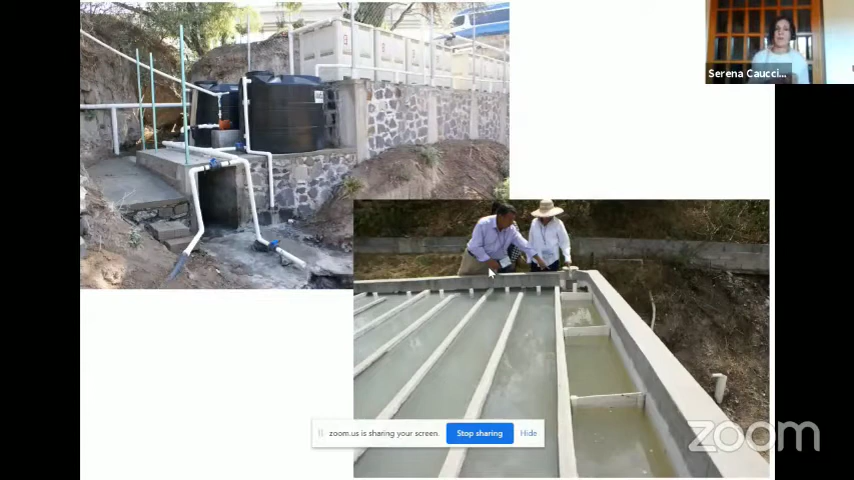 Serena Caucci...
zoom.us is sharing your screen.
Stop sharing
Hide
zoom